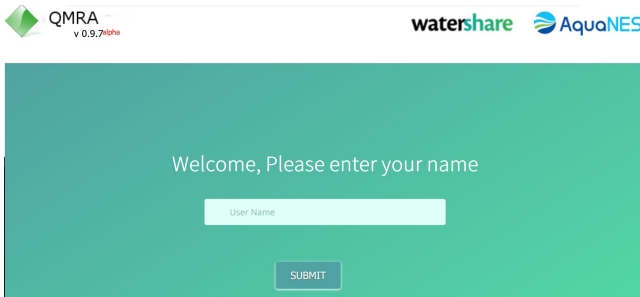 QMRA
v 0.9.7alpha
watershare AquaNES
Welcome, Please enter your name
User Name
SUBMIT